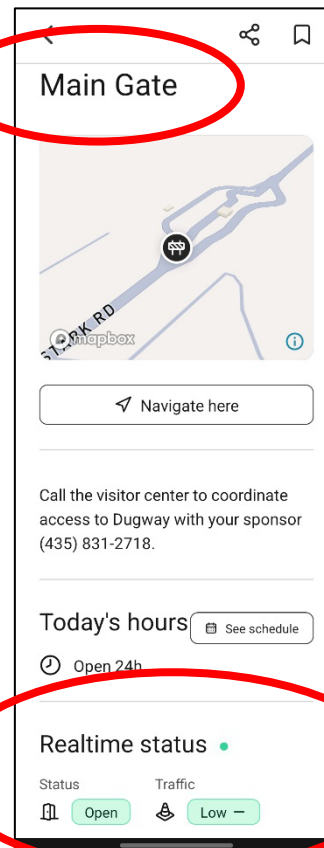 Main Gate
STARK RD
mapbox
Navigate here
Call the visitor center to coordinate
access to Dugway with your sponsor
(435) 831-2718.
Today's hours
See schedule
Open 24h
Realtime status
Status
Traffic
Open
Low